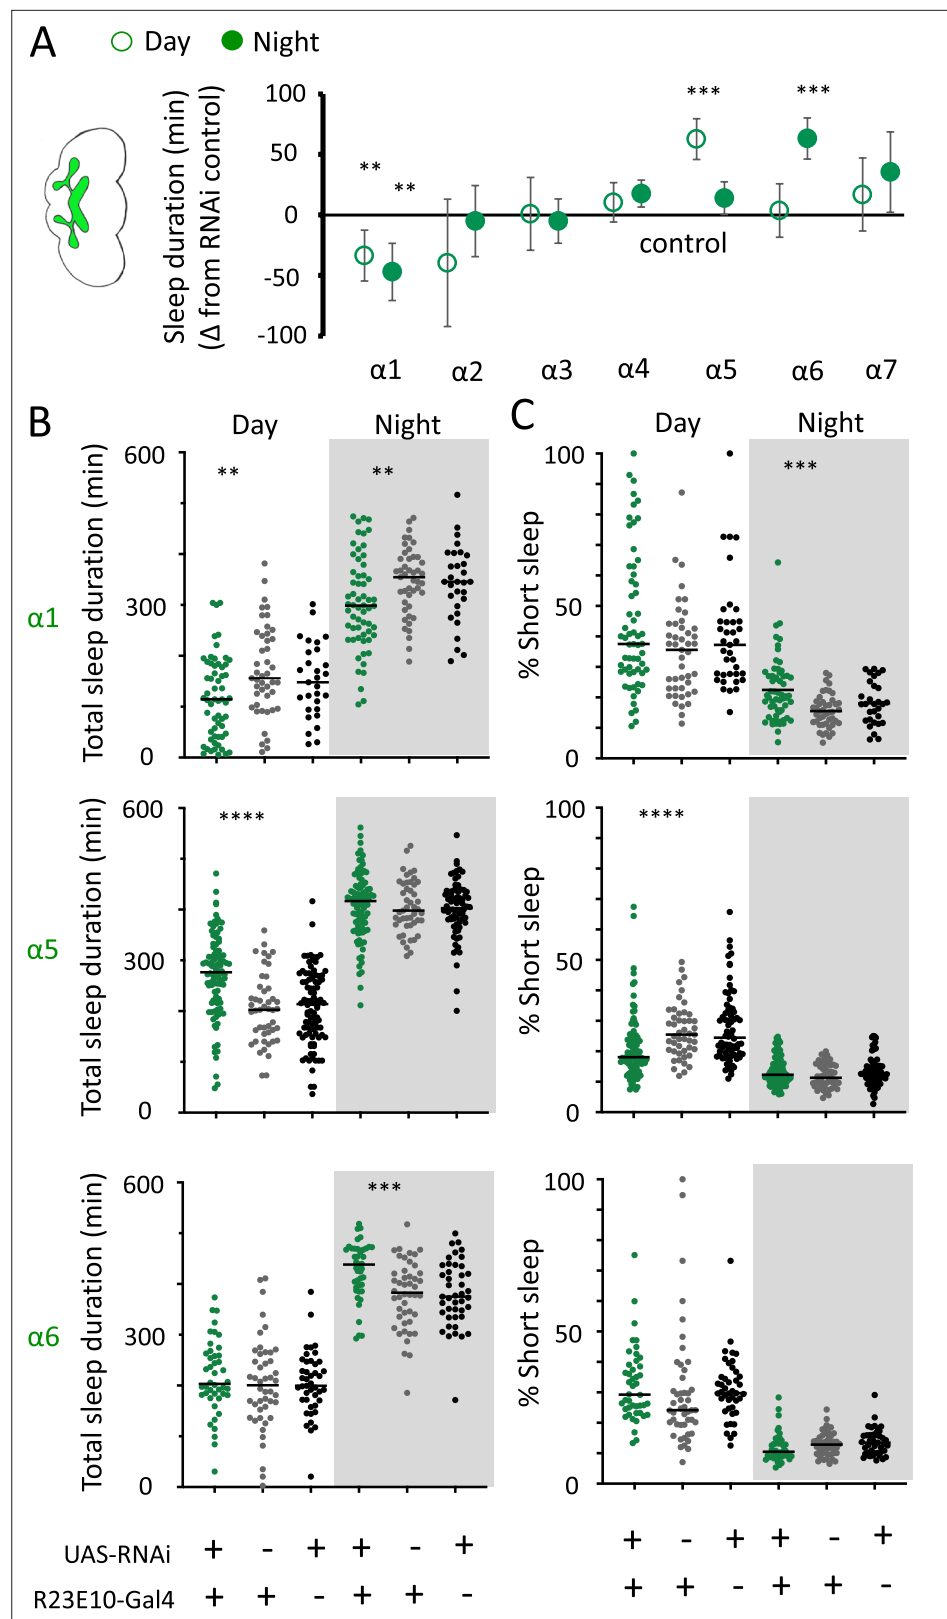 A
Day
Night
Sleep duration (min)
(Δ from RNAi control)
100
50
0
-50
-100
**
**
***
***
control
α1
α2
α3
α4
α5
α6
α7
B
Day
Night
α1
Total sleep duration (min)
600
300
0
**
**
α5
Total sleep duration (min)
600
300
0
****
α6
Total sleep duration (min)
600
300
0
***
C
Day
Night
% Short sleep
100
50
0
***
% Short sleep
100
50
0
****
% Short sleep
100
50
0
UAS-RNAi + - + + - + + - + + - +
R23E10-Gal4 + + - + + - + + - + + -